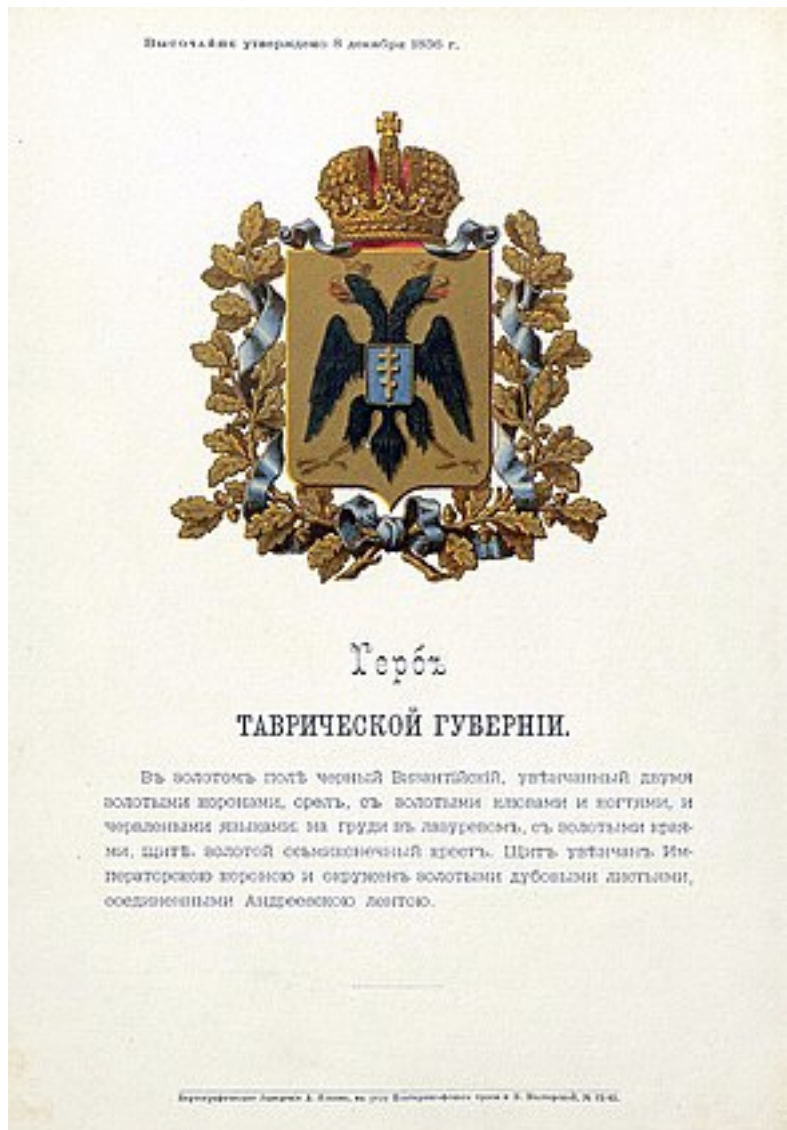 Высочайше утверждено 8 декабря 1856 г.
Гербъ
ТАВРИЧЕСКОЙ ГУБЕРНІИ.
Въ золотомъ полѣ черный Византійскій, увѣнчанный двумя
золотыми коронами, орелъ, съ золотыми клювами и когтями, и
червлеными языками: на груди въ лазуревомъ, съ золотыми края-
ми, щитѣ, золотой осьмиконечный крестъ. Щитъ увѣнчанъ Им-
ператорскою короною и окруженъ золотыми дубовыми листьями,
соединенными Андреевскою лентою.